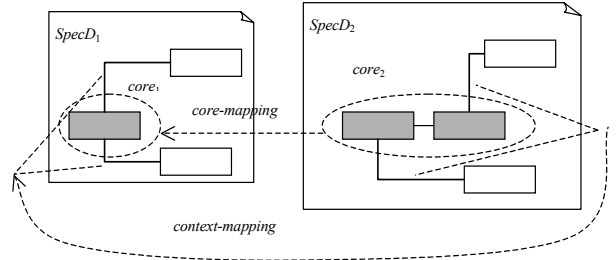 SpecD₁
SpecD₂
core₁
core₂
core-mapping
context-mapping